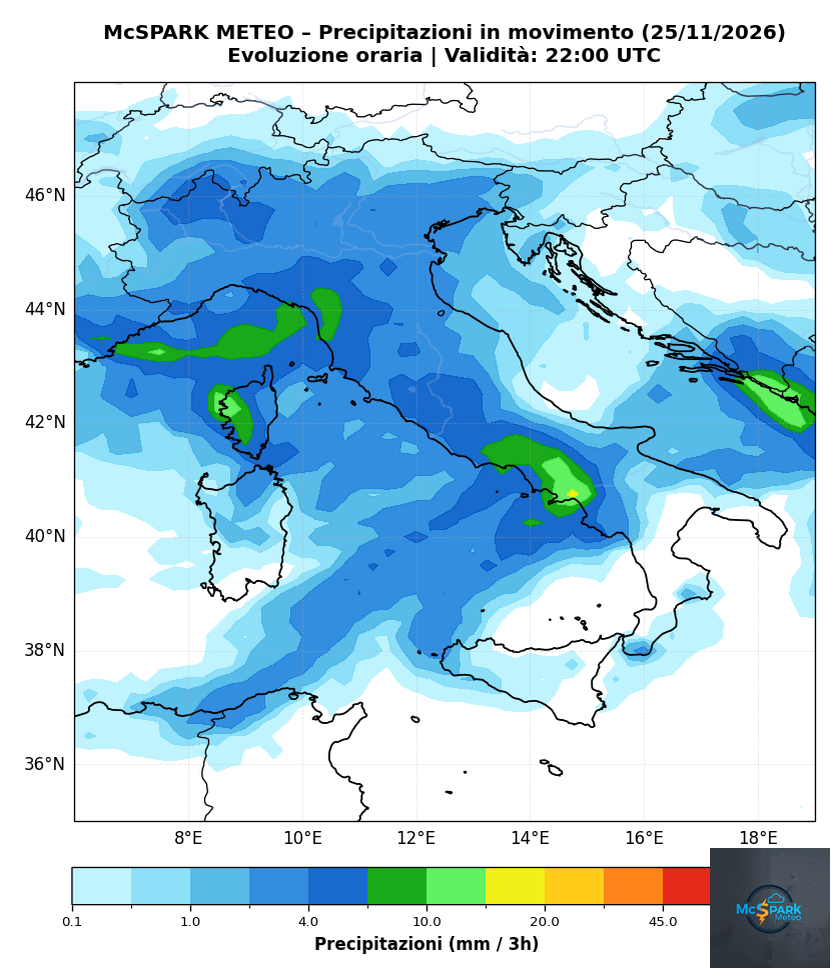 McSPARK METEO – Precipitazioni in movimento (25/11/2026)
Evoluzione oraria | Validità: 22:00 UTC
46°N
44°N
42°N
40°N
38°N
36°N
8°E 10°E 12°E 14°E 16°E 18°E
0.1 1.0 4.0 10.0 20.0 45.0
Precipitazioni (mm / 3h)
McSPARK
Meteo